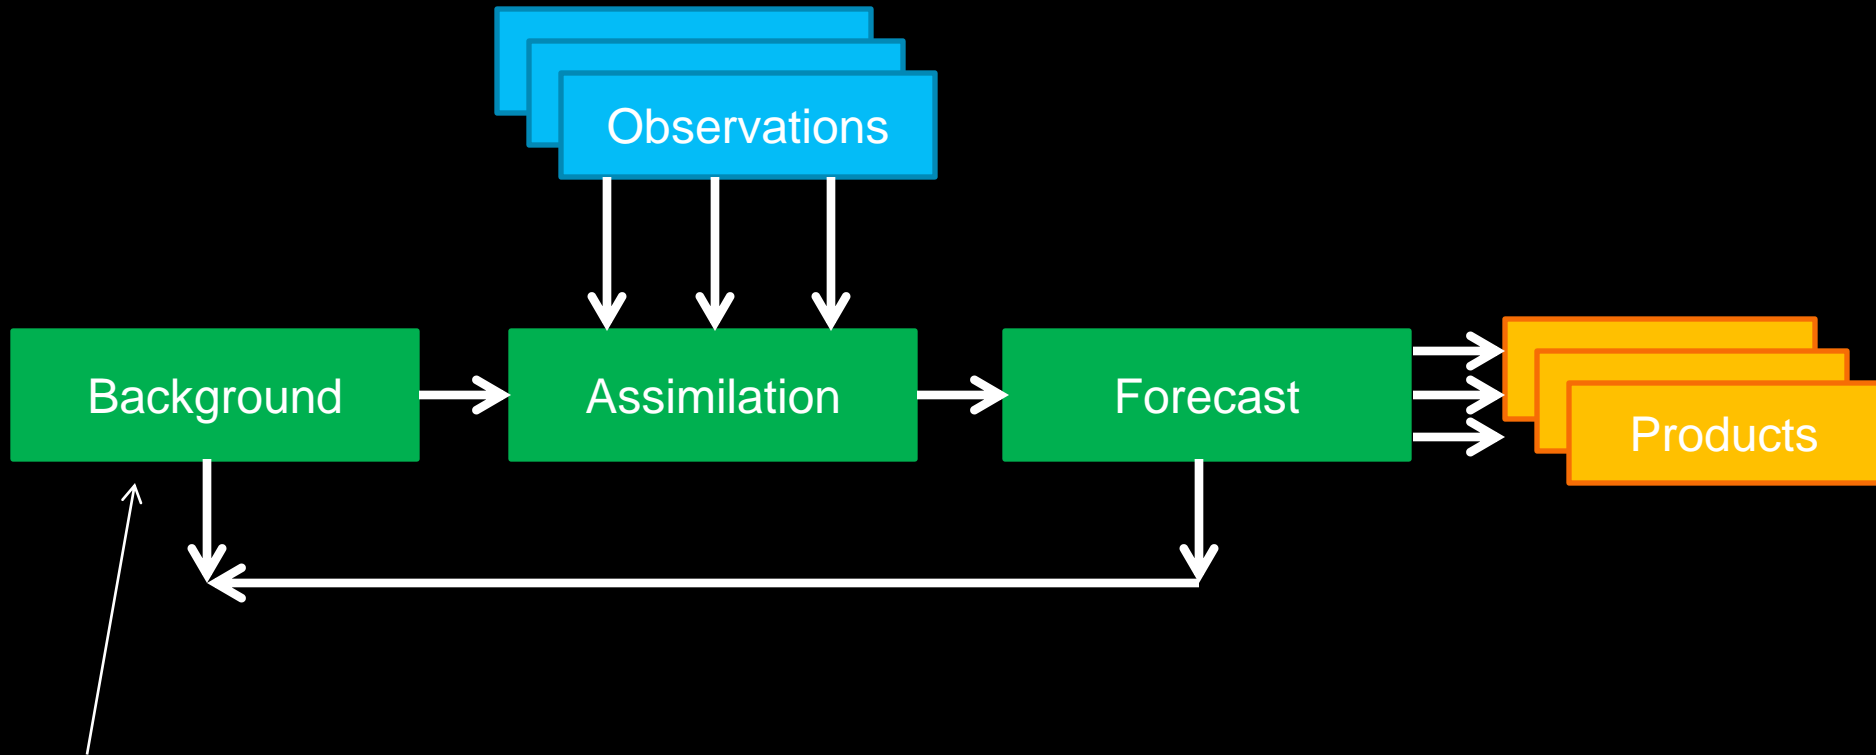 Observations
Background
Assimilation
Forecast
Products